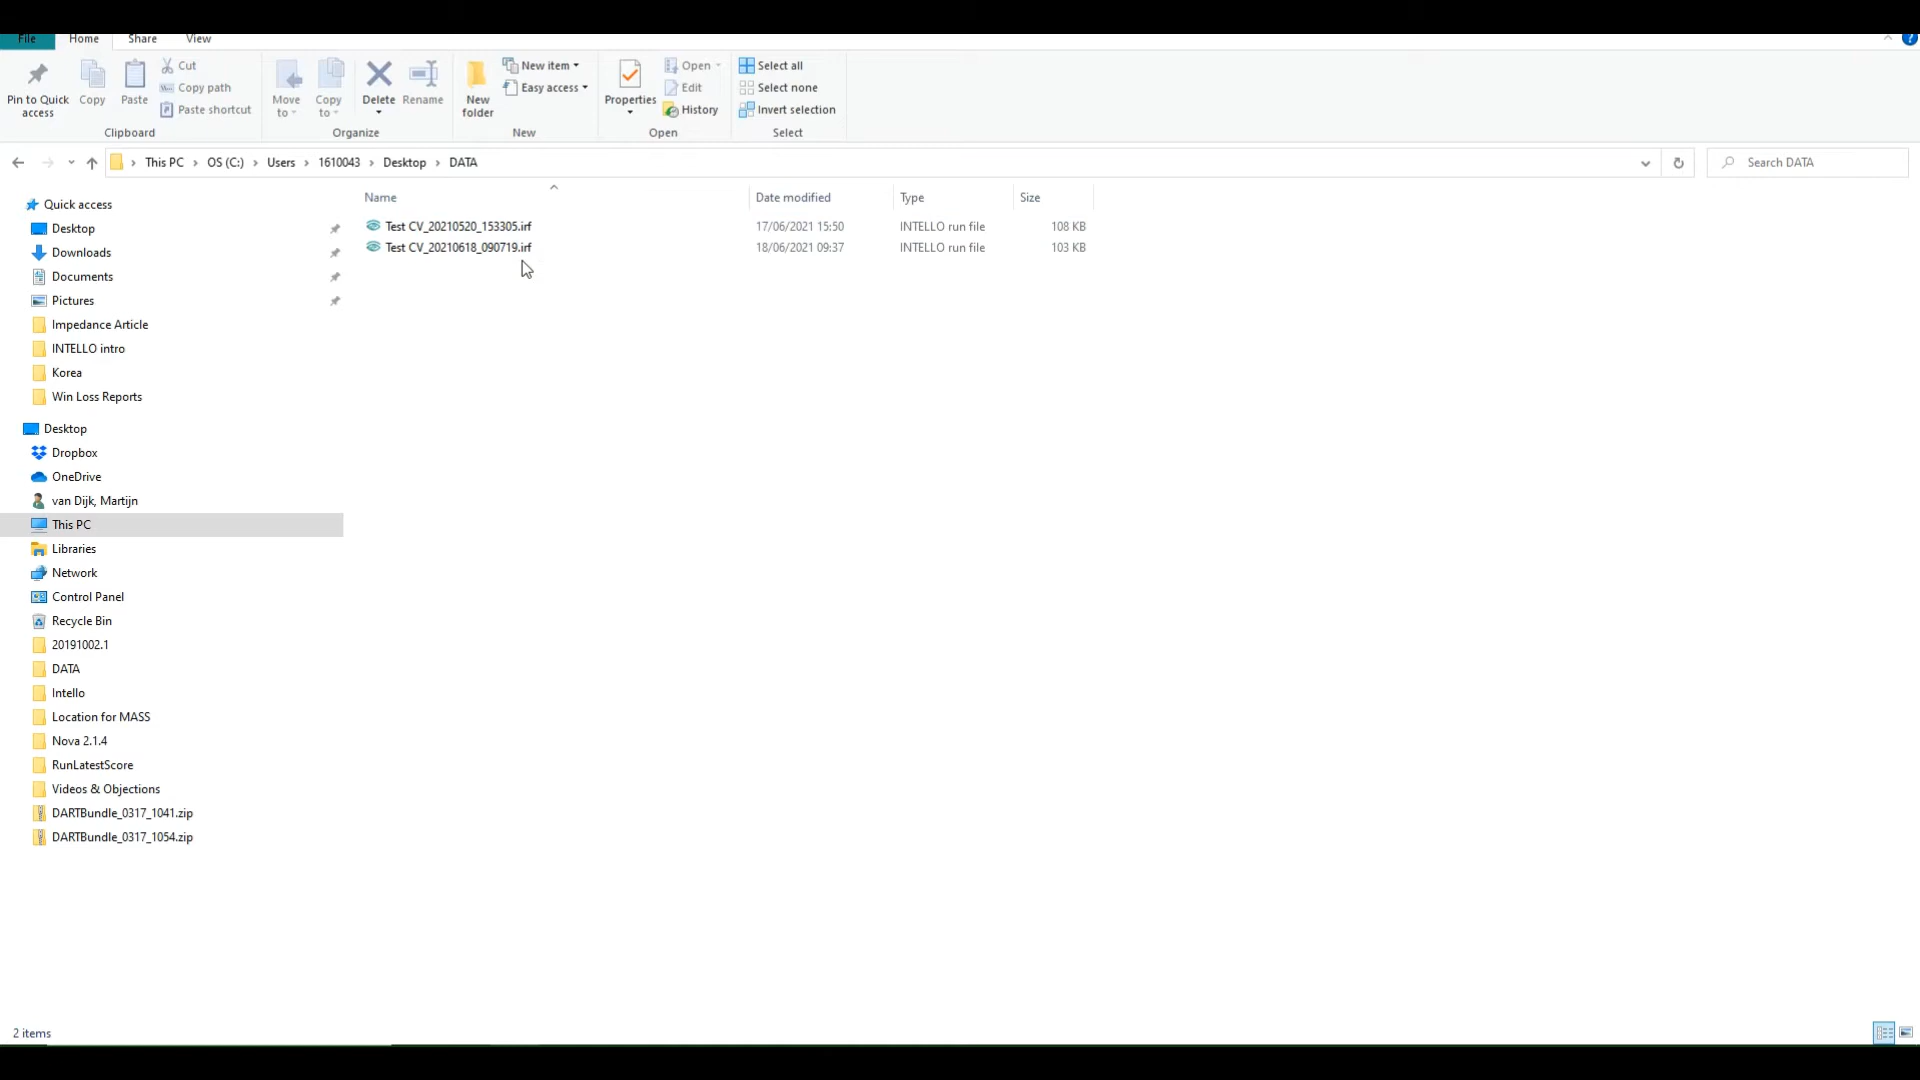 File Home Share View ?
Pin to Quick access
Copy
Paste
Cut
Copy path
Paste shortcut
Clipboard
Move to
Copy to
Delete
Rename
Organize
New folder
New item
Easy access
New
Properties
Open
Edit
History
Open
Select all
Select none
Invert selection
Select
This PC > OS (C:) > Users > 1610043 > Desktop > DATA
Search DATA
Name Date modified Type Size
Test CV_20210520_153305.irf 17/06/2021 15:50 INTELLO run file 108 KB
Test CV_20210618_090719.irf 18/06/2021 09:37 INTELLO run file 103 KB
Quick access
Desktop
Downloads
Documents
Pictures
Impedance Article
INTELLO intro
Korea
Win Loss Reports
Desktop
Dropbox
OneDrive
van Dijk, Martijn
This PC
Libraries
Network
Control Panel
Recycle Bin
20191002.1
DATA
Intello
Location for MASS
Nova 2.1.4
RunLatestScore
Videos & Objections
DARTBundle_0317_1041.zip
DARTBundle_0317_1054.zip
2 items